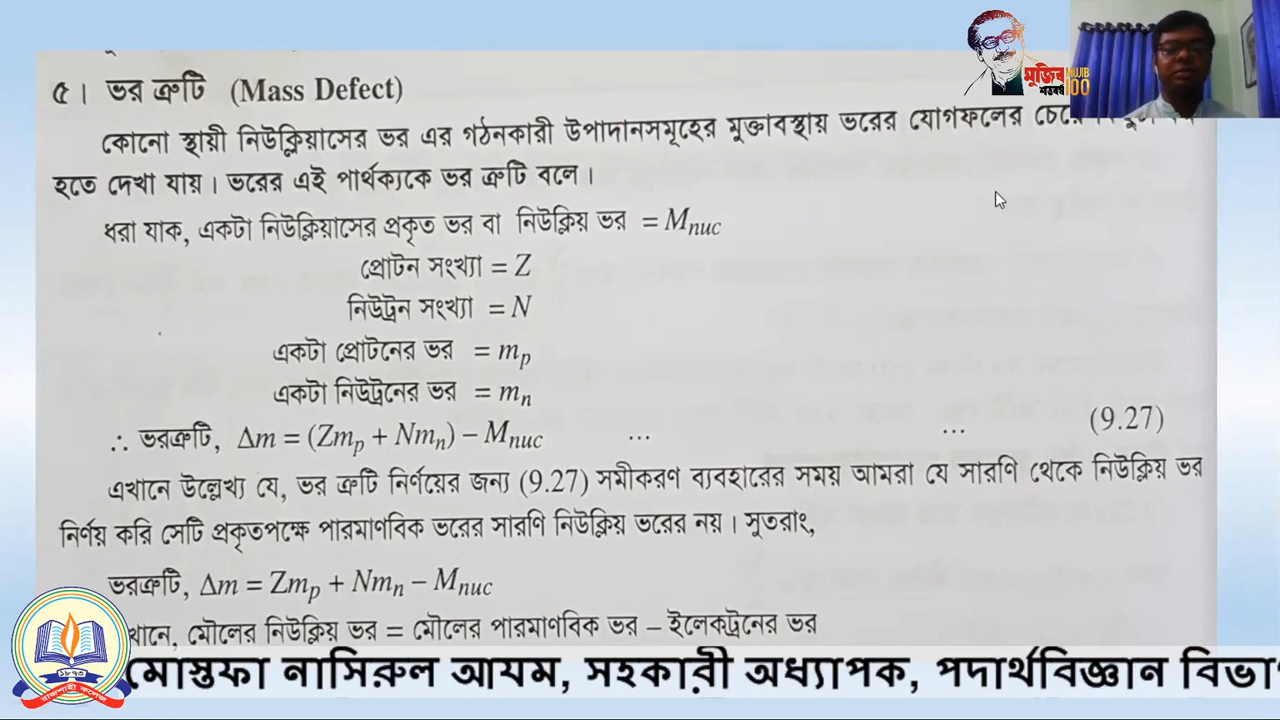 ৫। ভর ত্রুটি (Mass Defect)
কোনো স্থায়ী নিউক্লিয়াসের ভর এর গঠনকারী উপাদানসমূহের মুক্তাবস্থায় ভরের যোগফলের চেয়ে
হতে দেখা যায়। ভরের এই পার্থক্যকে ভর ত্রুটি বলে।
ধরা যাক, একটা নিউক্লিয়াসের প্রকৃত ভর বা নিউক্লিয় ভর = M_nuc
প্রোটন সংখ্যা = Z
নিউট্রন সংখ্যা = N
একটা প্রোটনের ভর = m_p
একটা নিউট্রনের ভর = m_n
∴ ভরত্রুটি, Δm = (Zm_p + Nm_n) – M_nuc ... ... (9.27)
এখানে উল্লেখ্য যে, ভর ত্রুটি নির্ণয়ের জন্য (9.27) সমীকরণ ব্যবহারের সময় আমরা যে সারণি থেকে নিউক্লিয় ভর
নির্ণয় করি সেটি প্রকৃতপক্ষে পারমাণবিক ভরের সারণি নিউক্লিয় ভরের নয়। সুতরাং,
ভরত্রুটি, Δm = Zm_p + Nm_n – M_nuc
খানে, মৌলের নিউক্লিয় ভর = মৌলের পারমাণবিক ভর – ইলেকট্রনের ভর
মোস্তফা নাসিরুল আযম, সহকারী অধ্যাপক, পদার্থবিজ্ঞান বিভা
মুজিব
শতবর্ষ
MUJIB
100
১৮৭৩
রাজশাহী কলেজ